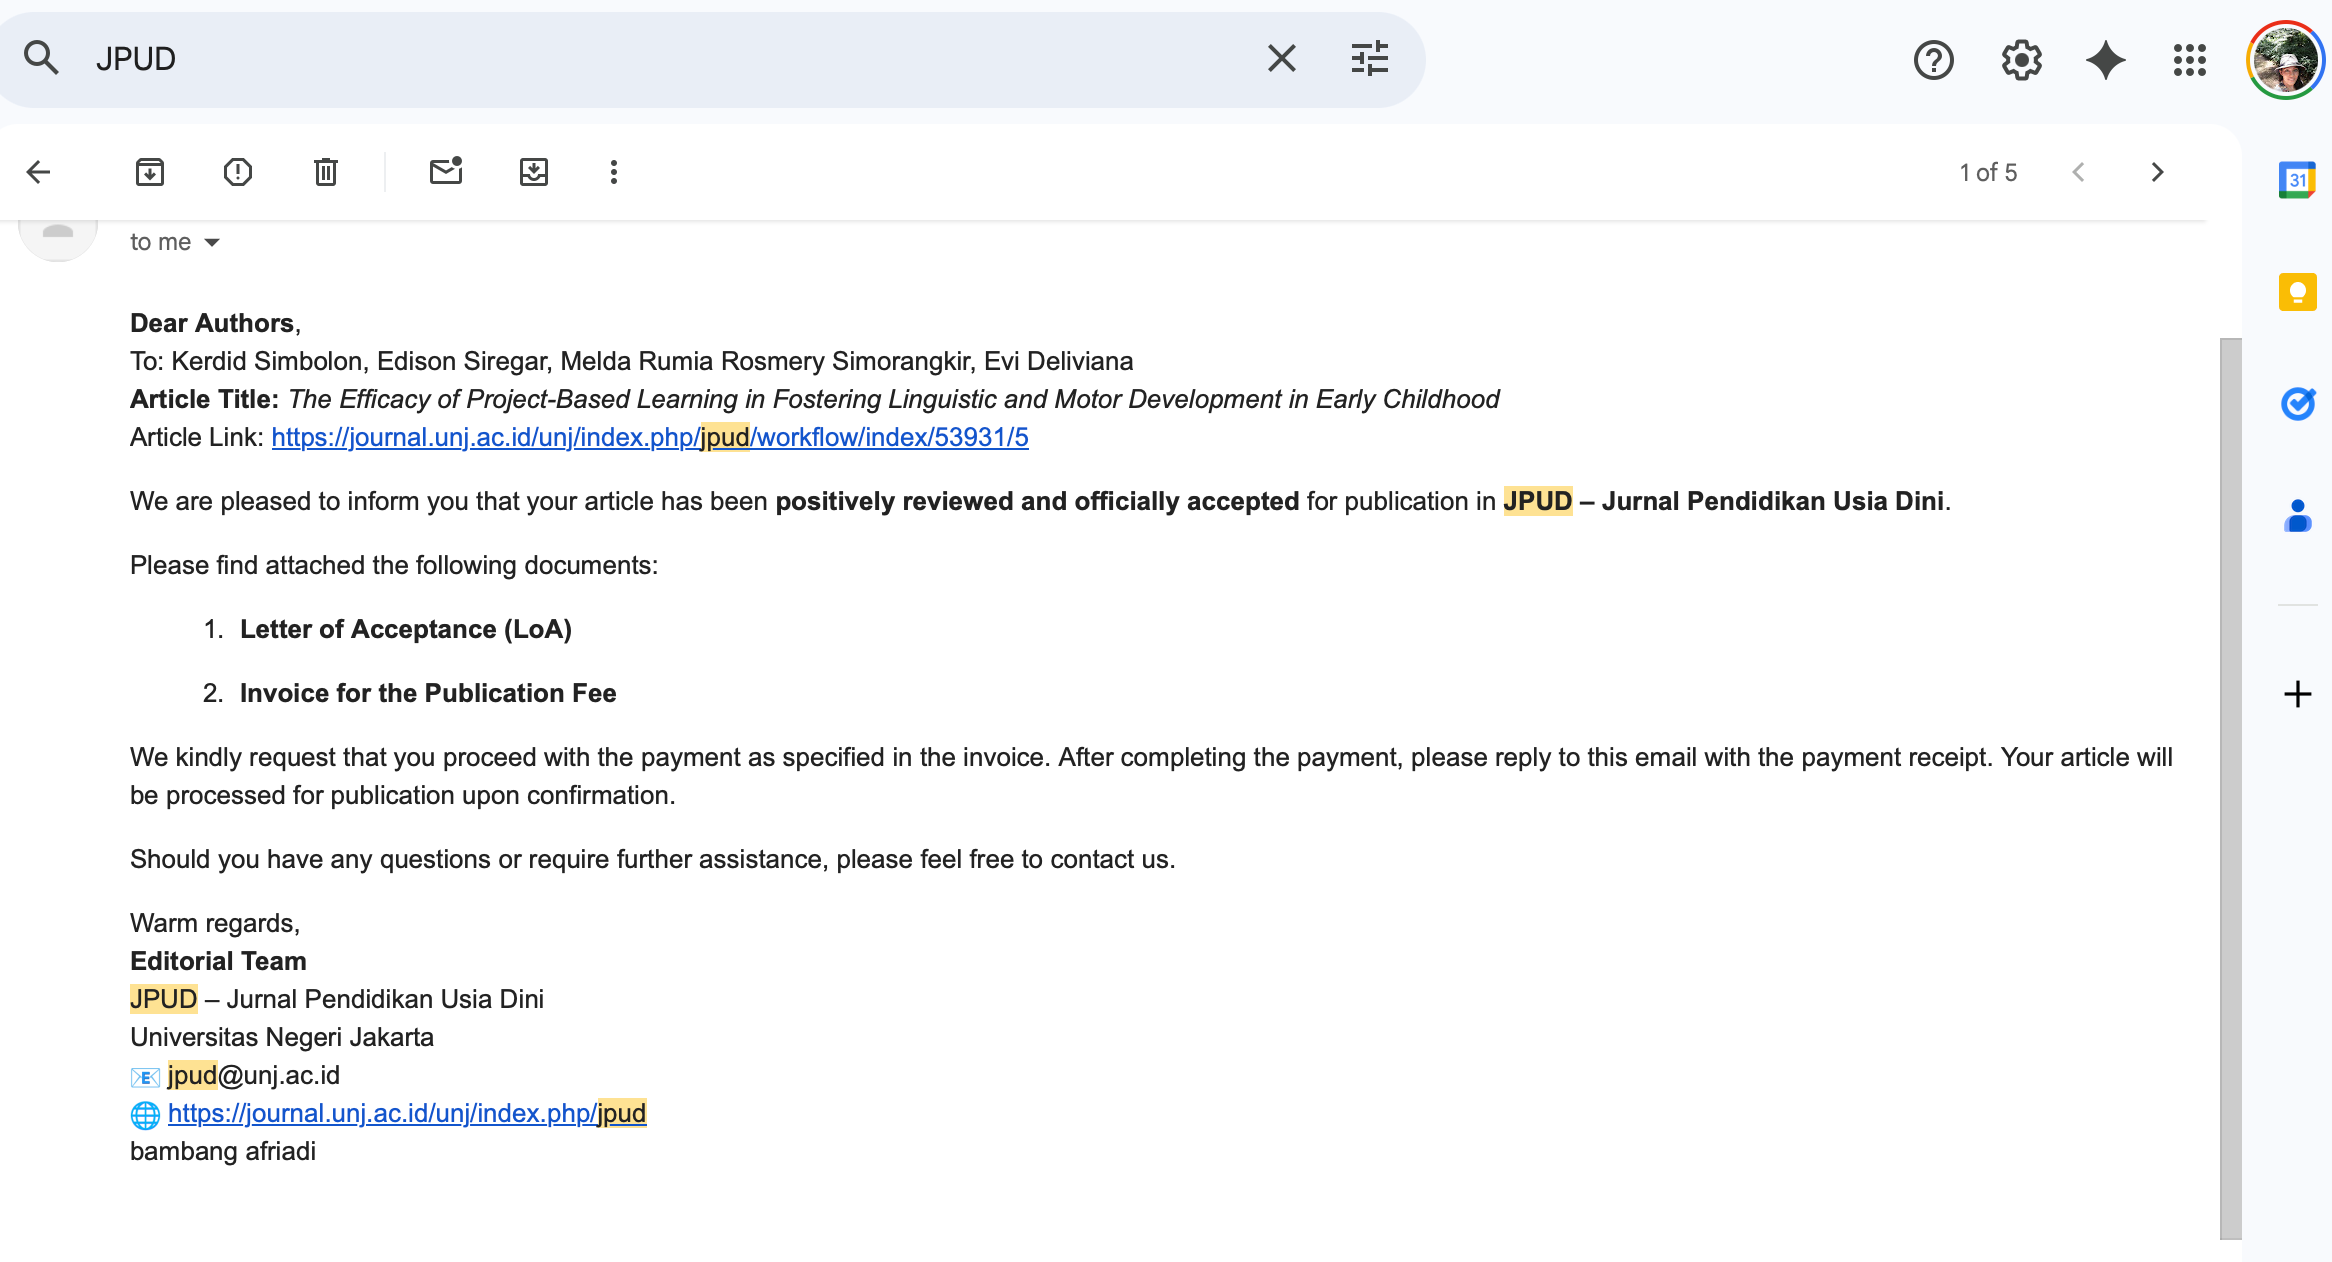 JPUD
1 of 5
31
to me
Dear Authors,
To: Kerdid Simbolon, Edison Siregar, Melda Rumia Rosmery Simorangkir, Evi Deliviana
Article Title: The Efficacy of Project-Based Learning in Fostering Linguistic and Motor Development in Early Childhood
Article Link: https://journal.unj.ac.id/unj/index.php/jpud/workflow/index/53931/5
We are pleased to inform you that your article has been positively reviewed and officially accepted for publication in JPUD – Jurnal Pendidikan Usia Dini.
Please find attached the following documents:
1. Letter of Acceptance (LoA)
2. Invoice for the Publication Fee
We kindly request that you proceed with the payment as specified in the invoice. After completing the payment, please reply to this email with the payment receipt. Your article will
be processed for publication upon confirmation.
Should you have any questions or require further assistance, please feel free to contact us.
Warm regards,
Editorial Team
JPUD – Jurnal Pendidikan Usia Dini
Universitas Negeri Jakarta
📧 jpud@unj.ac.id
🌐 https://journal.unj.ac.id/unj/index.php/jpud
bambang afriadi